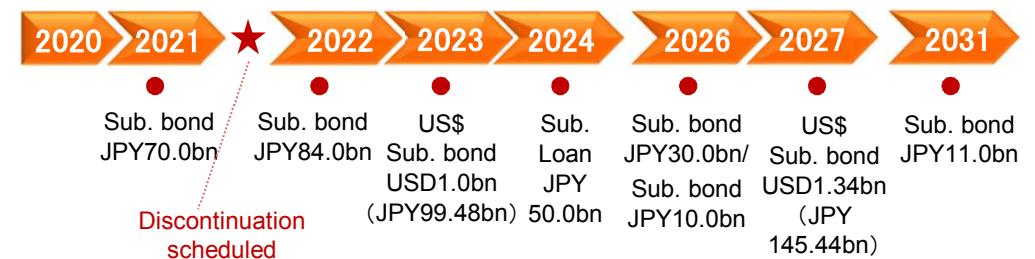 2020
2021
2022
2023
2024
2026
2027
2031
Sub. bond
JPY70.0bn
Sub. bond
JPY84.0bn
US$
Sub. bond
USD1.0bn
（JPY99.48bn）
Sub.
Loan
JPY
50.0bn
Sub. bond
JPY30.0bn/
Sub. bond
JPY10.0bn
US$
Sub. bond
USD1.34bn
（JPY
145.44bn）
Sub. bond
JPY11.0bn
Discontinuation
scheduled